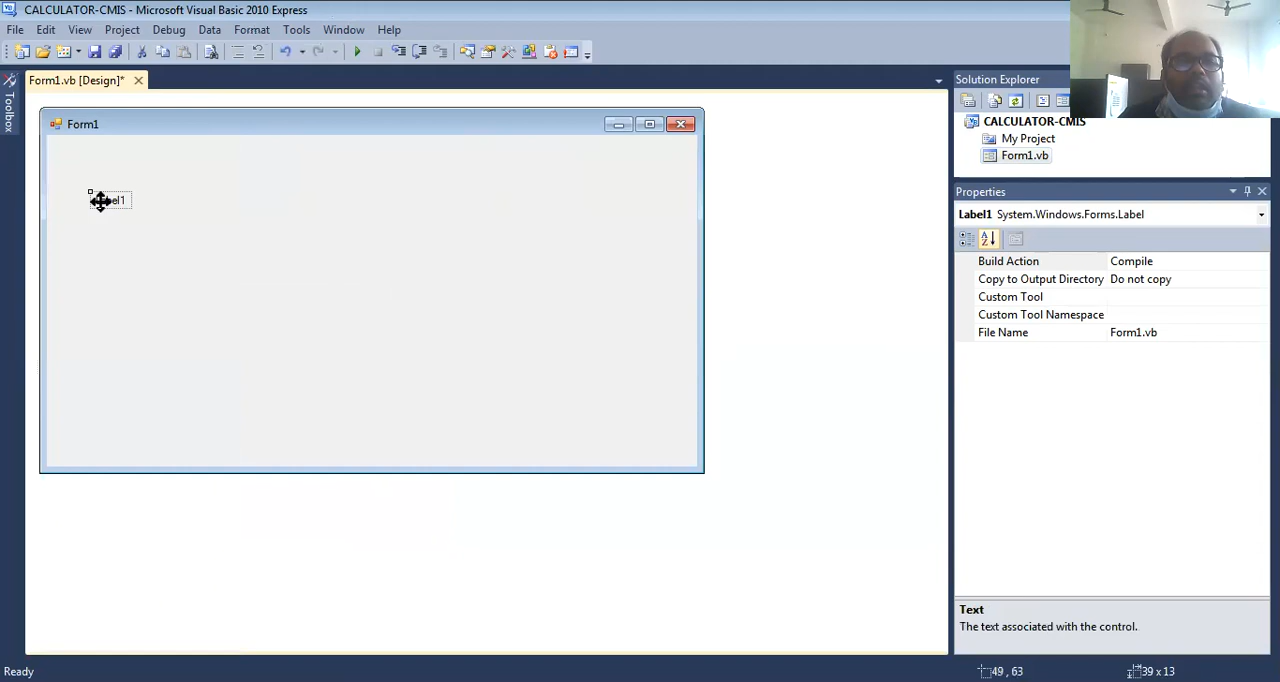 CALCULATOR-CMIS - Microsoft Visual Basic 2010 Express
File Edit View Project Debug Data Format Tools Window Help
Toolbox
Form1.vb [Design]*
Form1
Solution Explorer
CALCULATOR-CMIS
My Project
Form1.vb
Properties
Label1 System.Windows.Forms.Label
Build Action Compile
Copy to Output Directory Do not copy
Custom Tool
Custom Tool Namespace
File Name Form1.vb
Text
The text associated with the control.
Ready
49 , 63
39 x 13